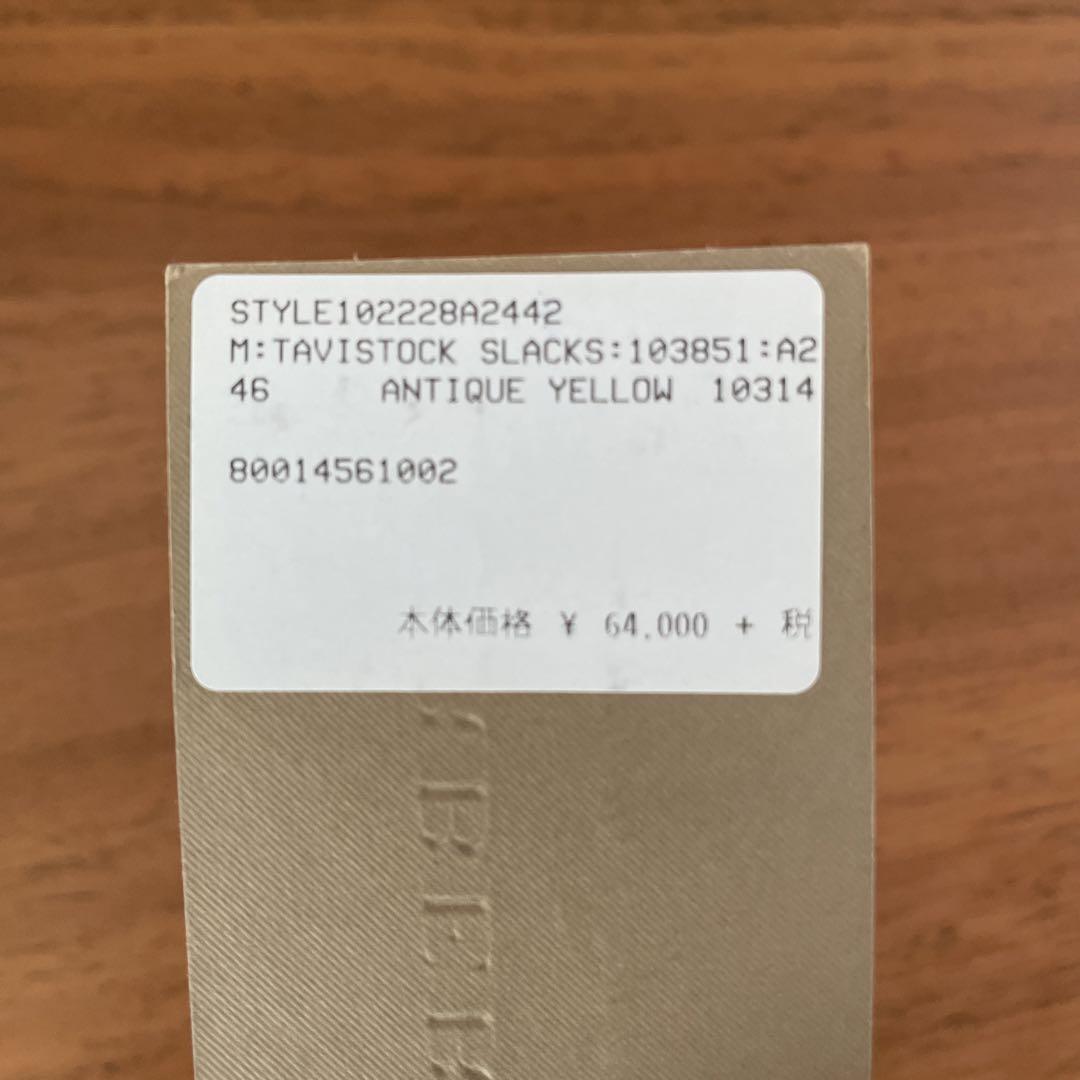 STYLE102228A2442
M:TAVISTOCK SLACKS:103851:A2
46 ANTIQUE YELLOW 10314
80014561002
本体価格 ¥ 64,000 + 税